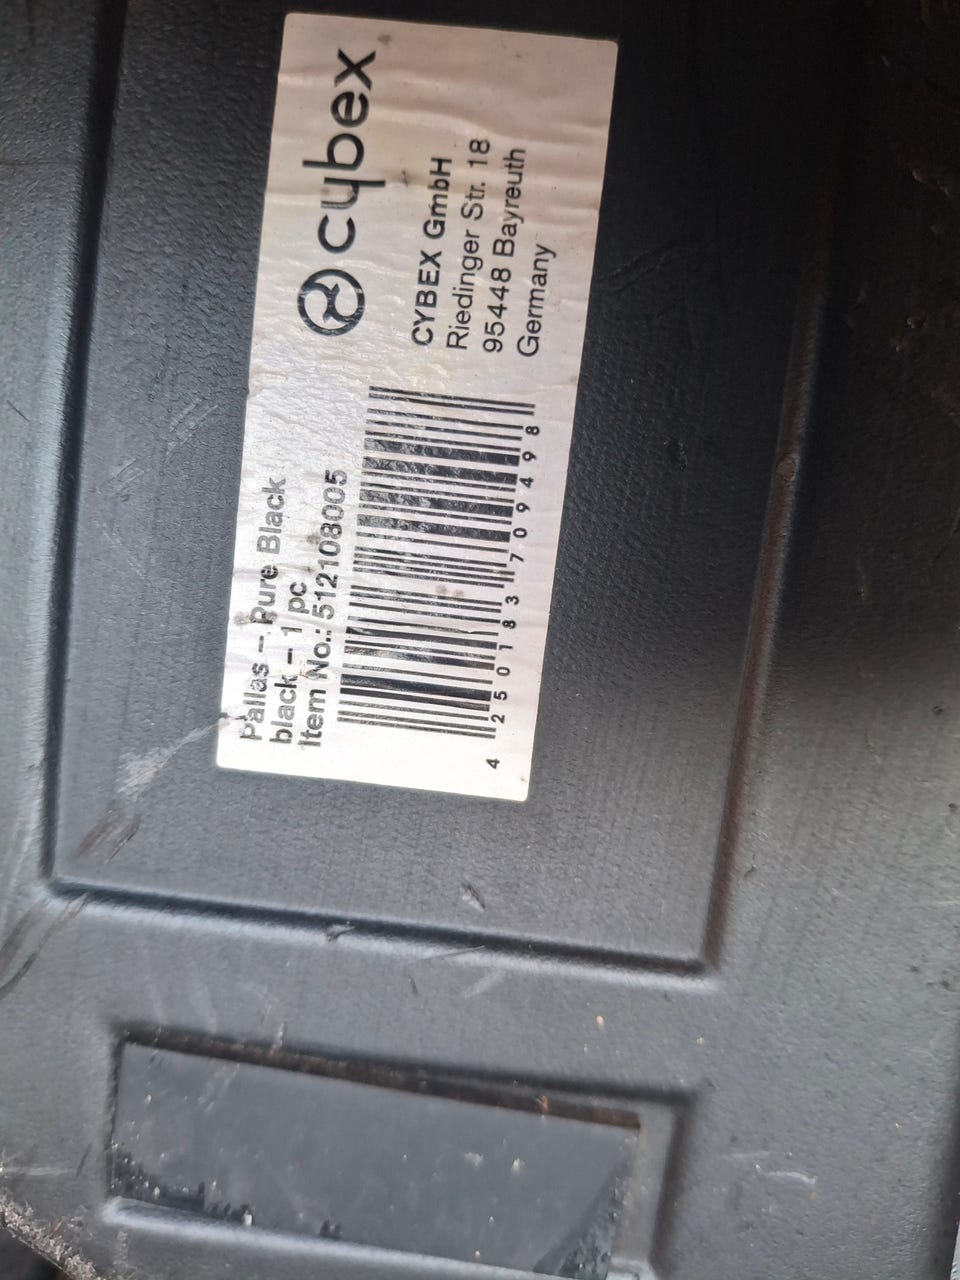 cybex
Pallas – Pure Black
black – 1 pc
Item No.: 512108005
CYBEX GmbH
Riedinger Str. 18
95448 Bayreuth
Germany
4 250183 709498